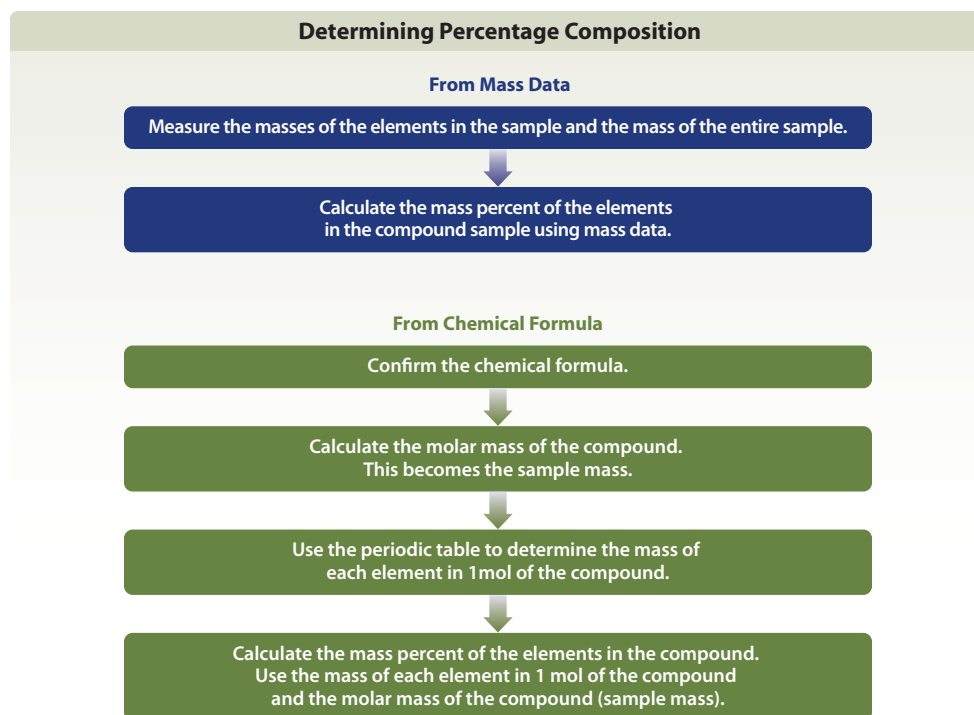 Determining Percentage Composition
From Mass Data
Measure the masses of the elements in the sample and the mass of the entire sample.
Calculate the mass percent of the elements
in the compound sample using mass data.
From Chemical Formula
Confirm the chemical formula.
Calculate the molar mass of the compound.
This becomes the sample mass.
Use the periodic table to determine the mass of
each element in 1mol of the compound.
Calculate the mass percent of the elements in the compound.
Use the mass of each element in 1 mol of the compound
and the molar mass of the compound (sample mass).